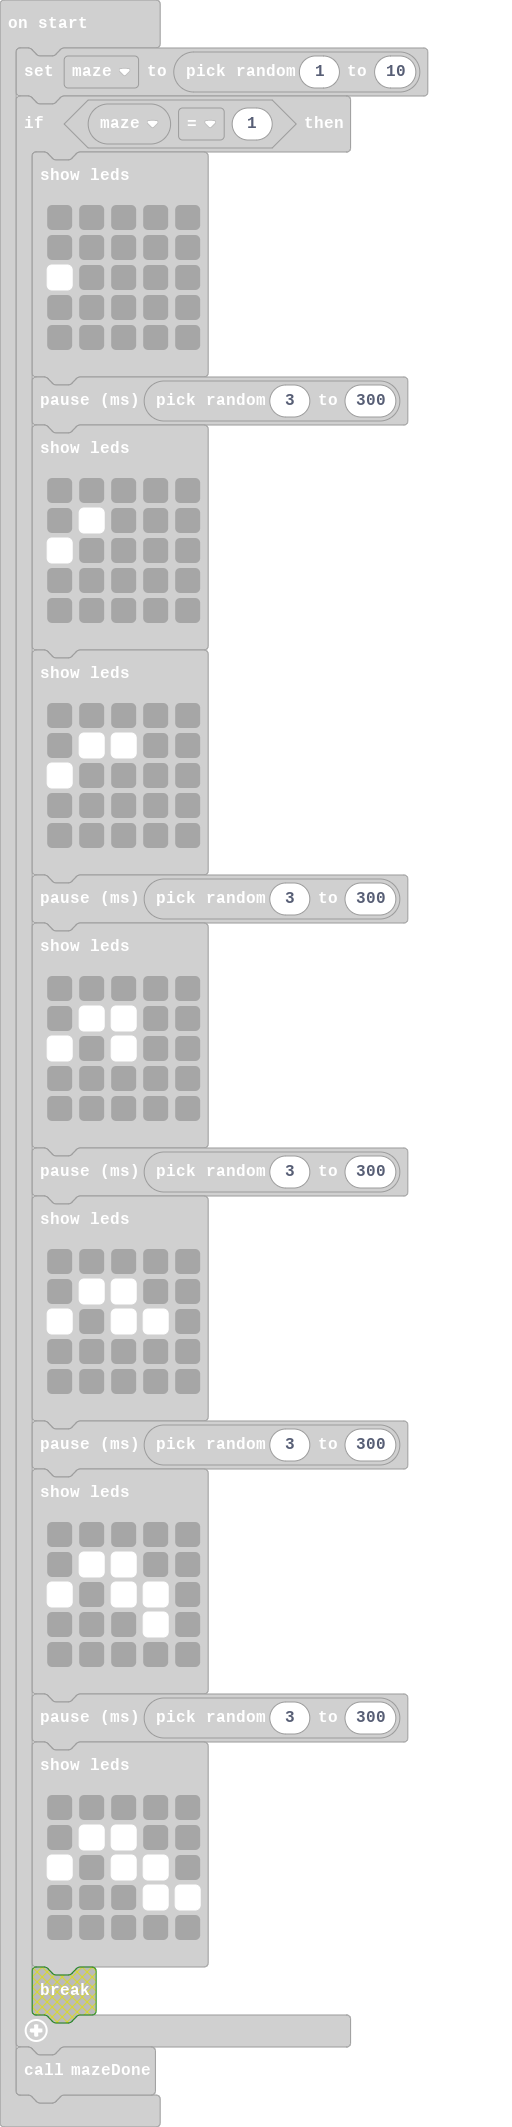 on start
set maze to pick random 1 to 10
if maze = 1 then
show leds
pause (ms) pick random 3 to 300
show leds
show leds
pause (ms) pick random 3 to 300
show leds
pause (ms) pick random 3 to 300
show leds
pause (ms) pick random 3 to 300
show leds
pause (ms) pick random 3 to 300
show leds
break
call mazeDone